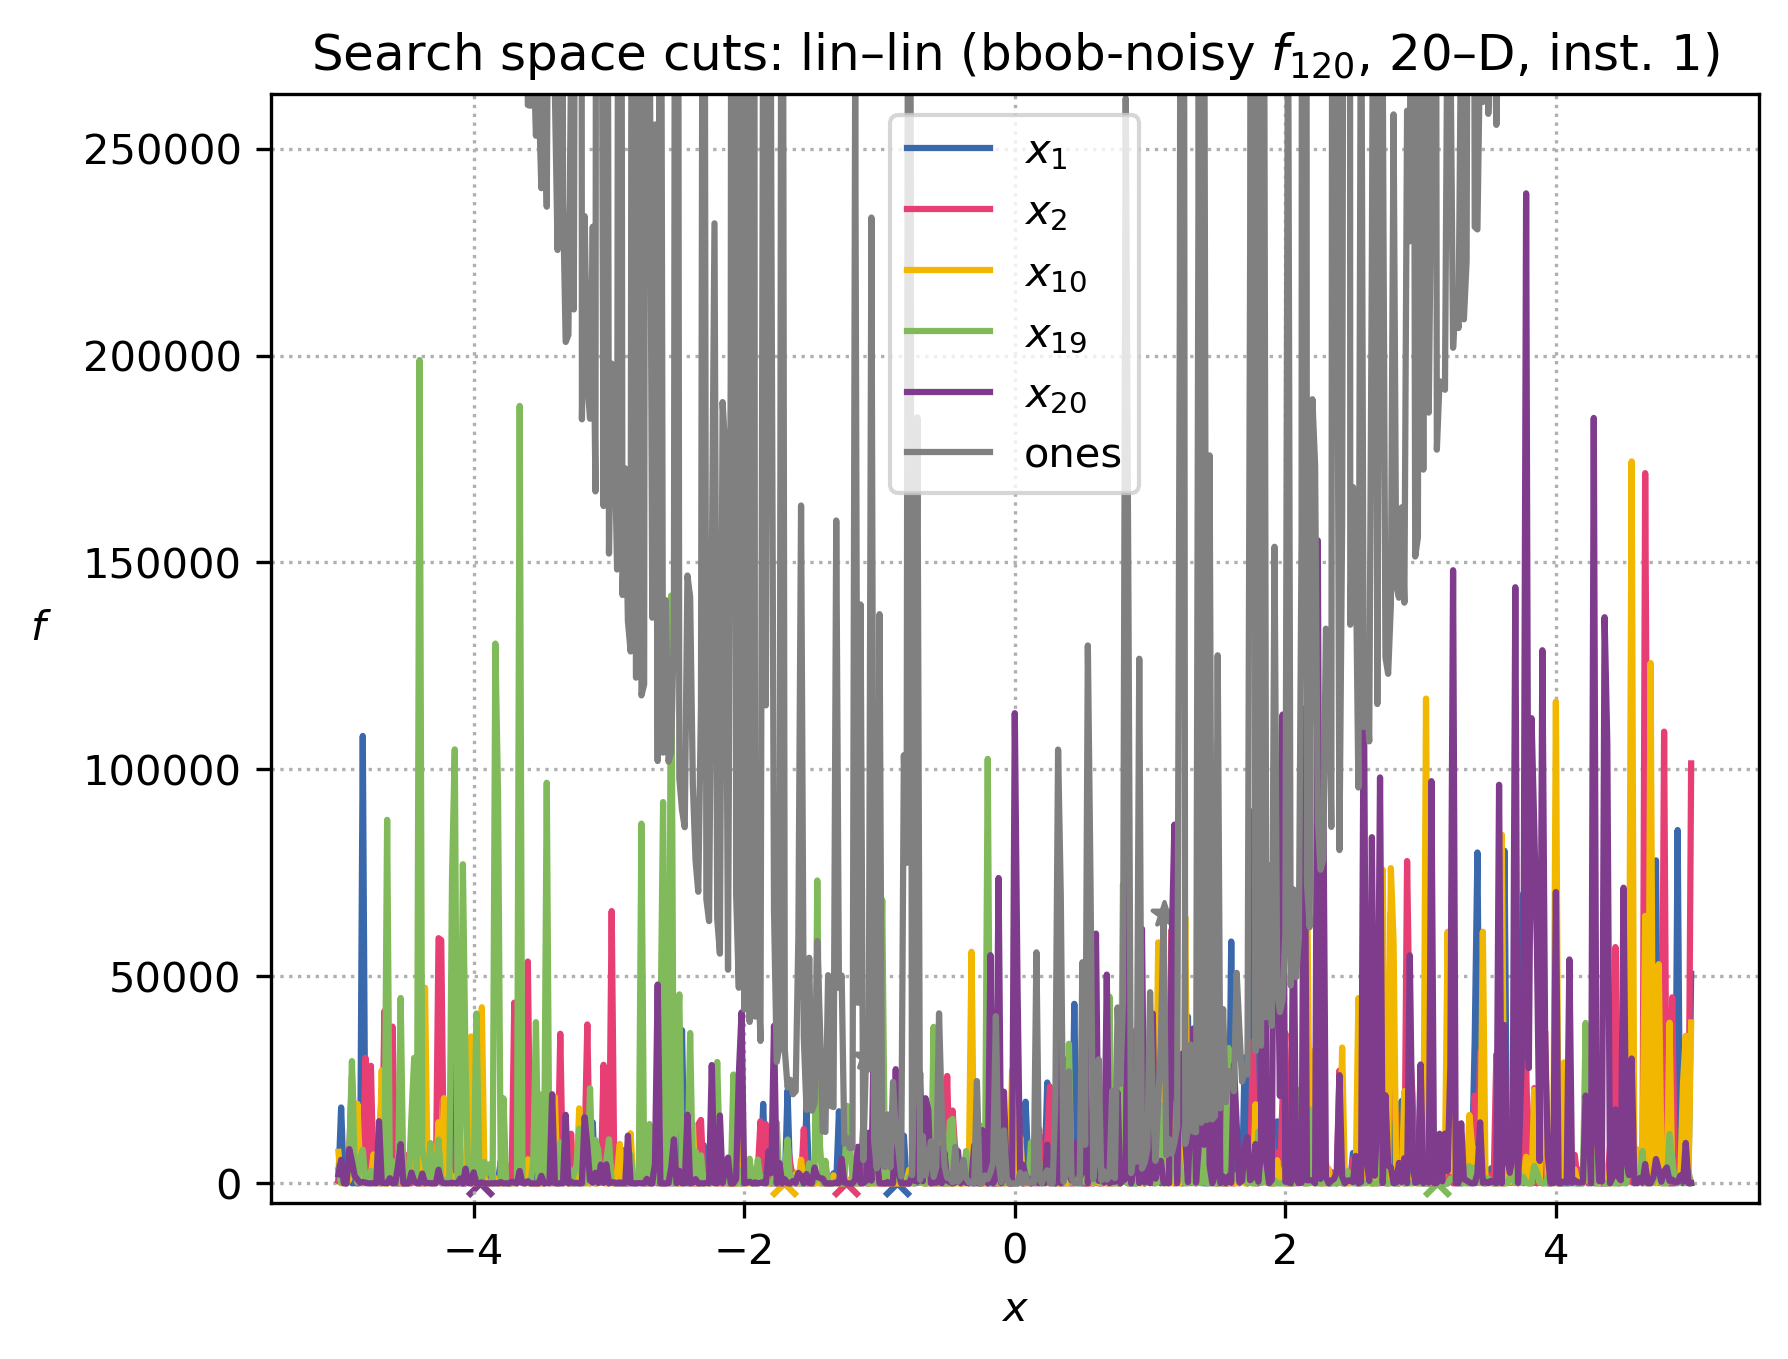 Search space cuts: lin–lin (bbob-noisy f120, 20–D, inst. 1)
250000
200000
150000
100000
50000
0
f
x1
x2
x10
x19
x20
ones
−4
−2
0
2
4
x